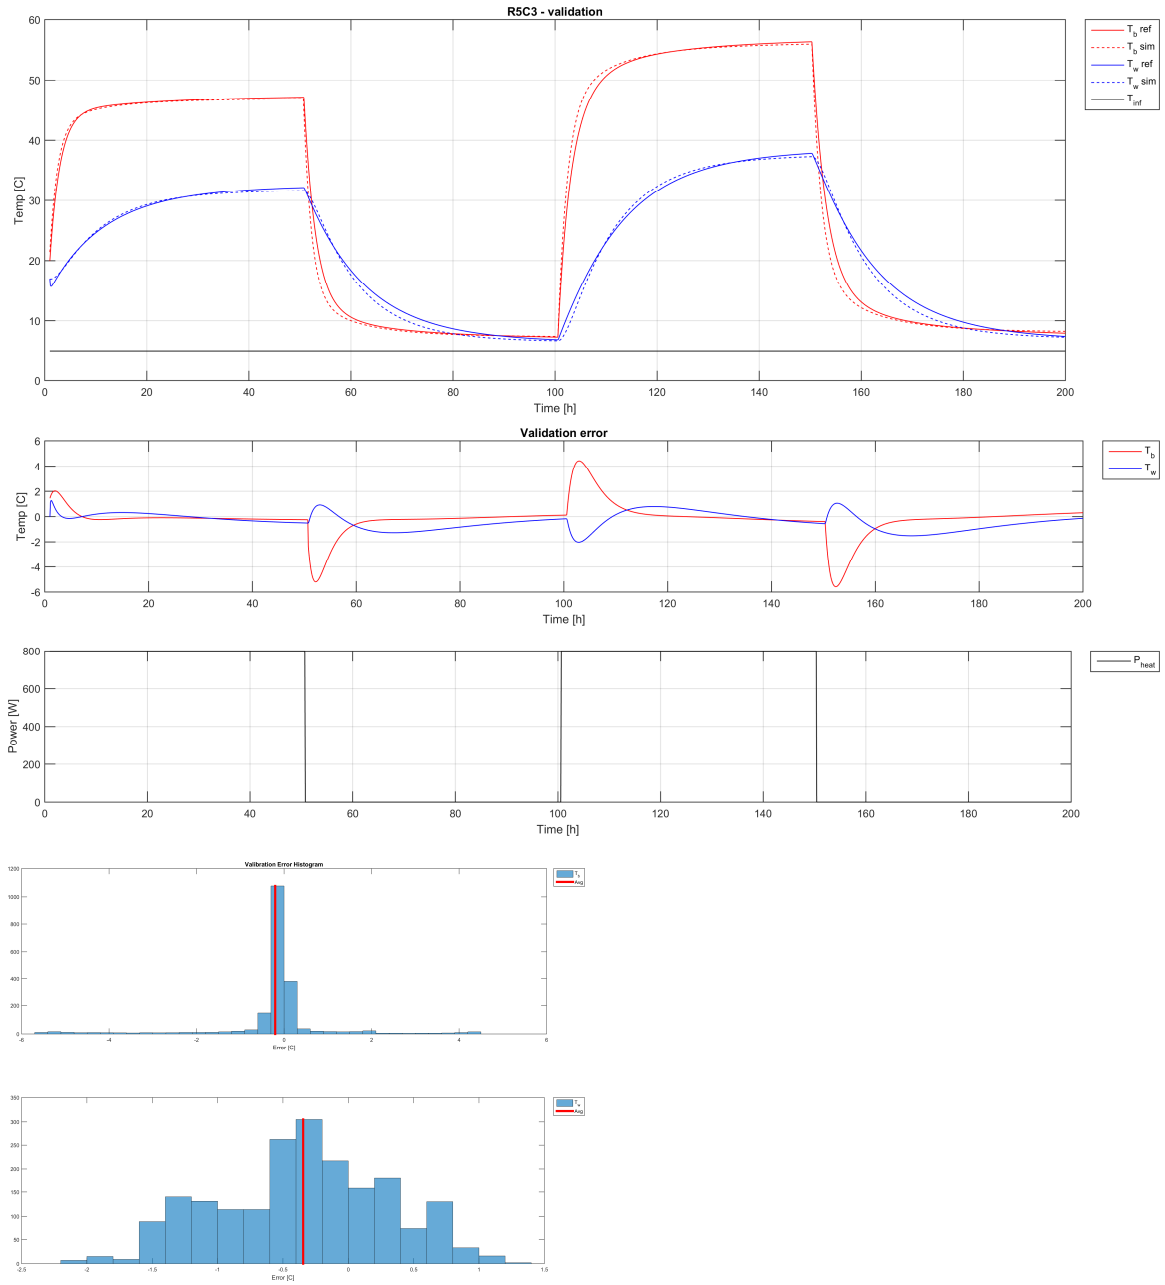 R5C3 - validation
60
50
40
30
20
10
0
Temp [C]
0 20 40 60 80 100 120 140 160 180 200
Time [h]
T_b ref
T_b sim
T_w ref
T_w sim
T_inf
Validation error
6
4
2
0
-2
-4
-6
Temp [C]
0 20 40 60 80 100 120 140 160 180 200
Time [h]
T_b
T_w
800
600
400
200
0
Power [W]
0 20 40 60 80 100 120 140 160 180 200
Time [h]
P_heat
Valibration Error Histogram
1200
1000
800
600
400
200
0
-6 -4 -2 0 2 4 6
Error [C]
T_b
Avg
350
300
250
200
150
100
50
0
-2.5 -2 -1.5 -1 -0.5 0 0.5 1 1.5
Error [C]
T_w
Avg